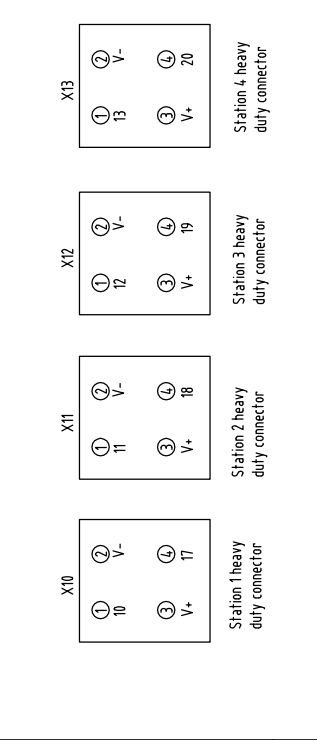 X10
1 2
10 V-
3 4
V+ 17
Station 1 heavy
duty connector
X11
1 2
11 V-
3 4
V+ 18
Station 2 heavy
duty connector
X12
1 2
12 V-
3 4
V+ 19
Station 3 heavy
duty connector
X13
1 2
13 V-
3 4
V+ 20
Station 4 heavy
duty connector